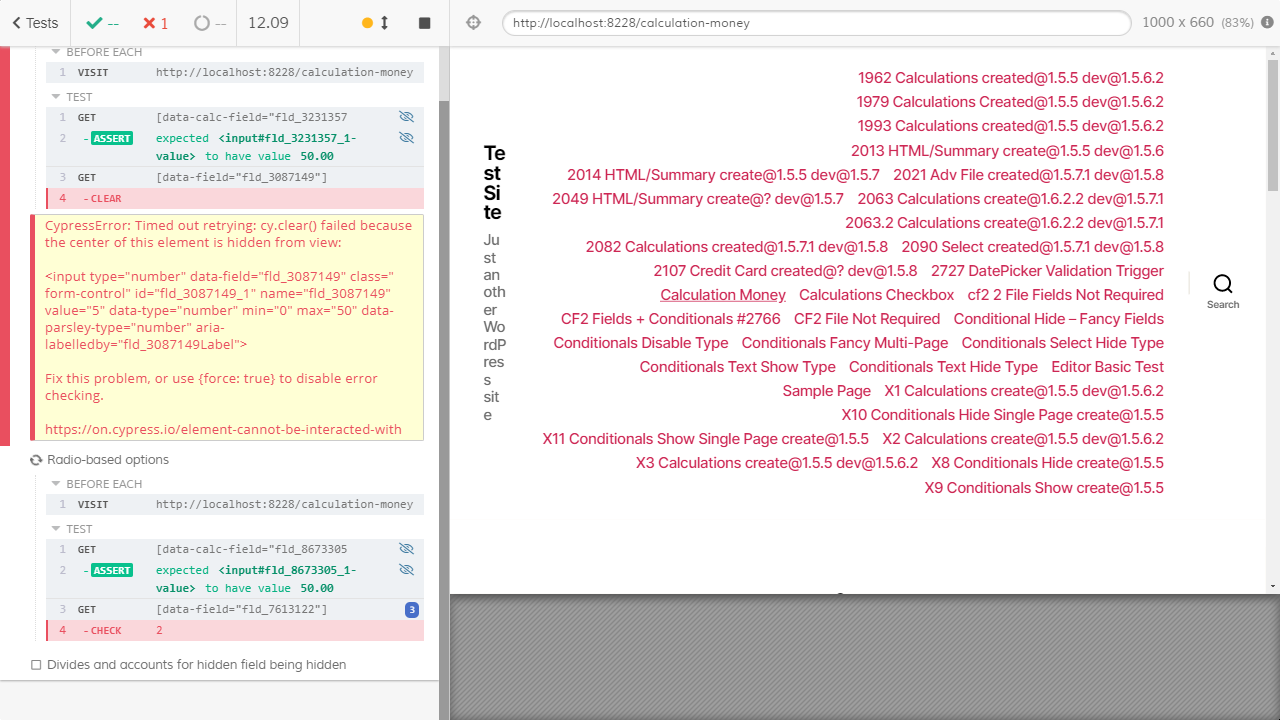 Tests
--
1
--
12.09
http://localhost:8228/calculation-money
1000 x 660 (83%)
BEFORE EACH
1 VISIT http://localhost:8228/calculation-money
TEST
1 GET [data-calc-field="fld_3231357
2 -ASSERT expected <input#fld_3231357_1-
value> to have value 50.00
3 GET [data-field="fld_3087149"]
4 -CLEAR
CypressError: Timed out retrying: cy.clear() failed because
the center of this element is hidden from view:
<input type="number" data-field="fld_3087149" class="
form-control" id="fld_3087149_1" name="fld_3087149"
value="5" data-type="number" min="0" max="50" data-
parsley-type="number" aria-
labelledby="fld_3087149Label">
Fix this problem, or use {force: true} to disable error
checking.
https://on.cypress.io/element-cannot-be-interacted-with
Radio-based options
BEFORE EACH
1 VISIT http://localhost:8228/calculation-money
TEST
1 GET [data-calc-field="fld_8673305
2 -ASSERT expected <input#fld_8673305_1-
value> to have value 50.00
3 GET [data-field="fld_7613122"] 3
4 -CHECK 2
Divides and accounts for hidden field being hidden
Te
st
Si
te
Ju
st
an
oth
er
Wo
rdP
res
s
sit
e
1962 Calculations created@1.5.5 dev@1.5.6.2
1979 Calculations Created@1.5.5 dev@1.5.6.2
1993 Calculations created@1.5.5 dev@1.5.6.2
2013 HTML/Summary create@1.5.5 dev@1.5.6
2014 HTML/Summary create@1.5.5 dev@1.5.7 2021 Adv File created@1.5.7.1 dev@1.5.8
2049 HTML/Summary create@? dev@1.5.7 2063 Calculations created@1.6.2.2 dev@1.5.7.1
2063.2 Calculations create@1.6.2.2 dev@1.5.7.1
2082 Calculations created@1.5.7.1 dev@1.5.8 2090 Select created@1.5.7.1 dev@1.5.8
2107 Credit Card created@? dev@1.5.8 2727 DatePicker Validation Trigger
Calculation Money Calculations Checkbox cf2 2 File Fields Not Required
CF2 Fields + Conditionals #2766 CF2 File Not Required Conditional Hide – Fancy Fields
Conditionals Disable Type Conditionals Fancy Multi-Page Conditionals Select Hide Type
Conditionals Text Show Type Conditionals Text Hide Type Editor Basic Test
Sample Page X1 Calculations create@1.5.5 dev@1.5.6.2
X10 Conditionals Hide Single Page create@1.5.5
X11 Conditionals Show Single Page create@1.5.5 X2 Calculations create@1.5.5 dev@1.5.6.2
X3 Calculations create@1.5.5 dev@1.5.6.2 X8 Conditionals Hide create@1.5.5
X9 Conditionals Show create@1.5.5
Search